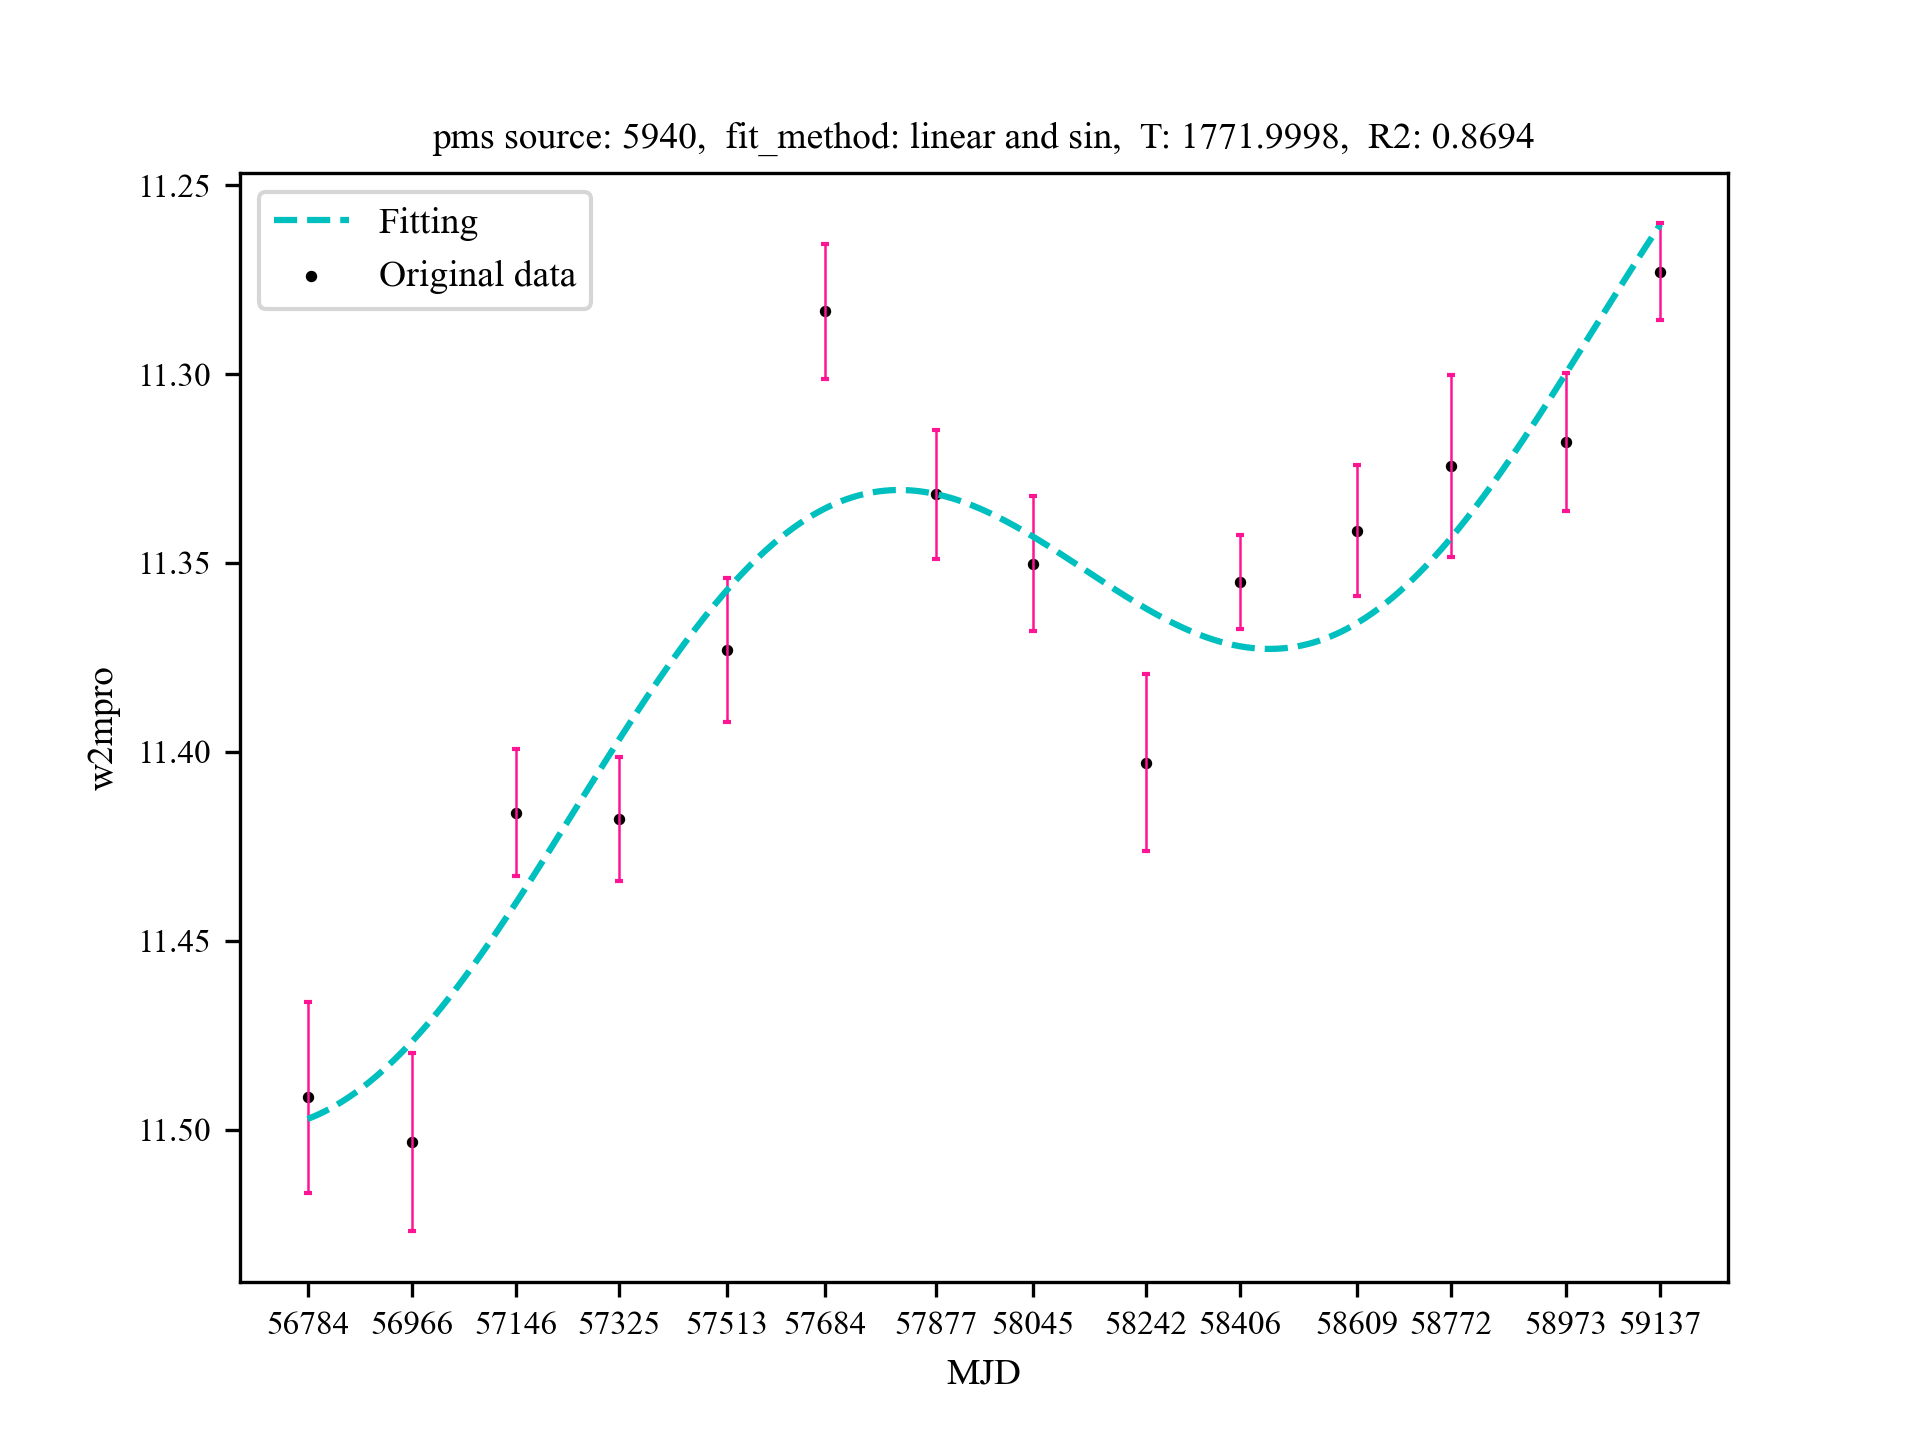 pms source: 5940,  fit_method: linear and sin,  T: 1771.9998,  R2: 0.8694
Fitting
Original data
11.25
11.30
11.35
11.40
11.45
11.50
w2mpro
56784 56966 57146 57325 57513 57684 57877 58045 58242 58406 58609 58772 58973 59137
MJD